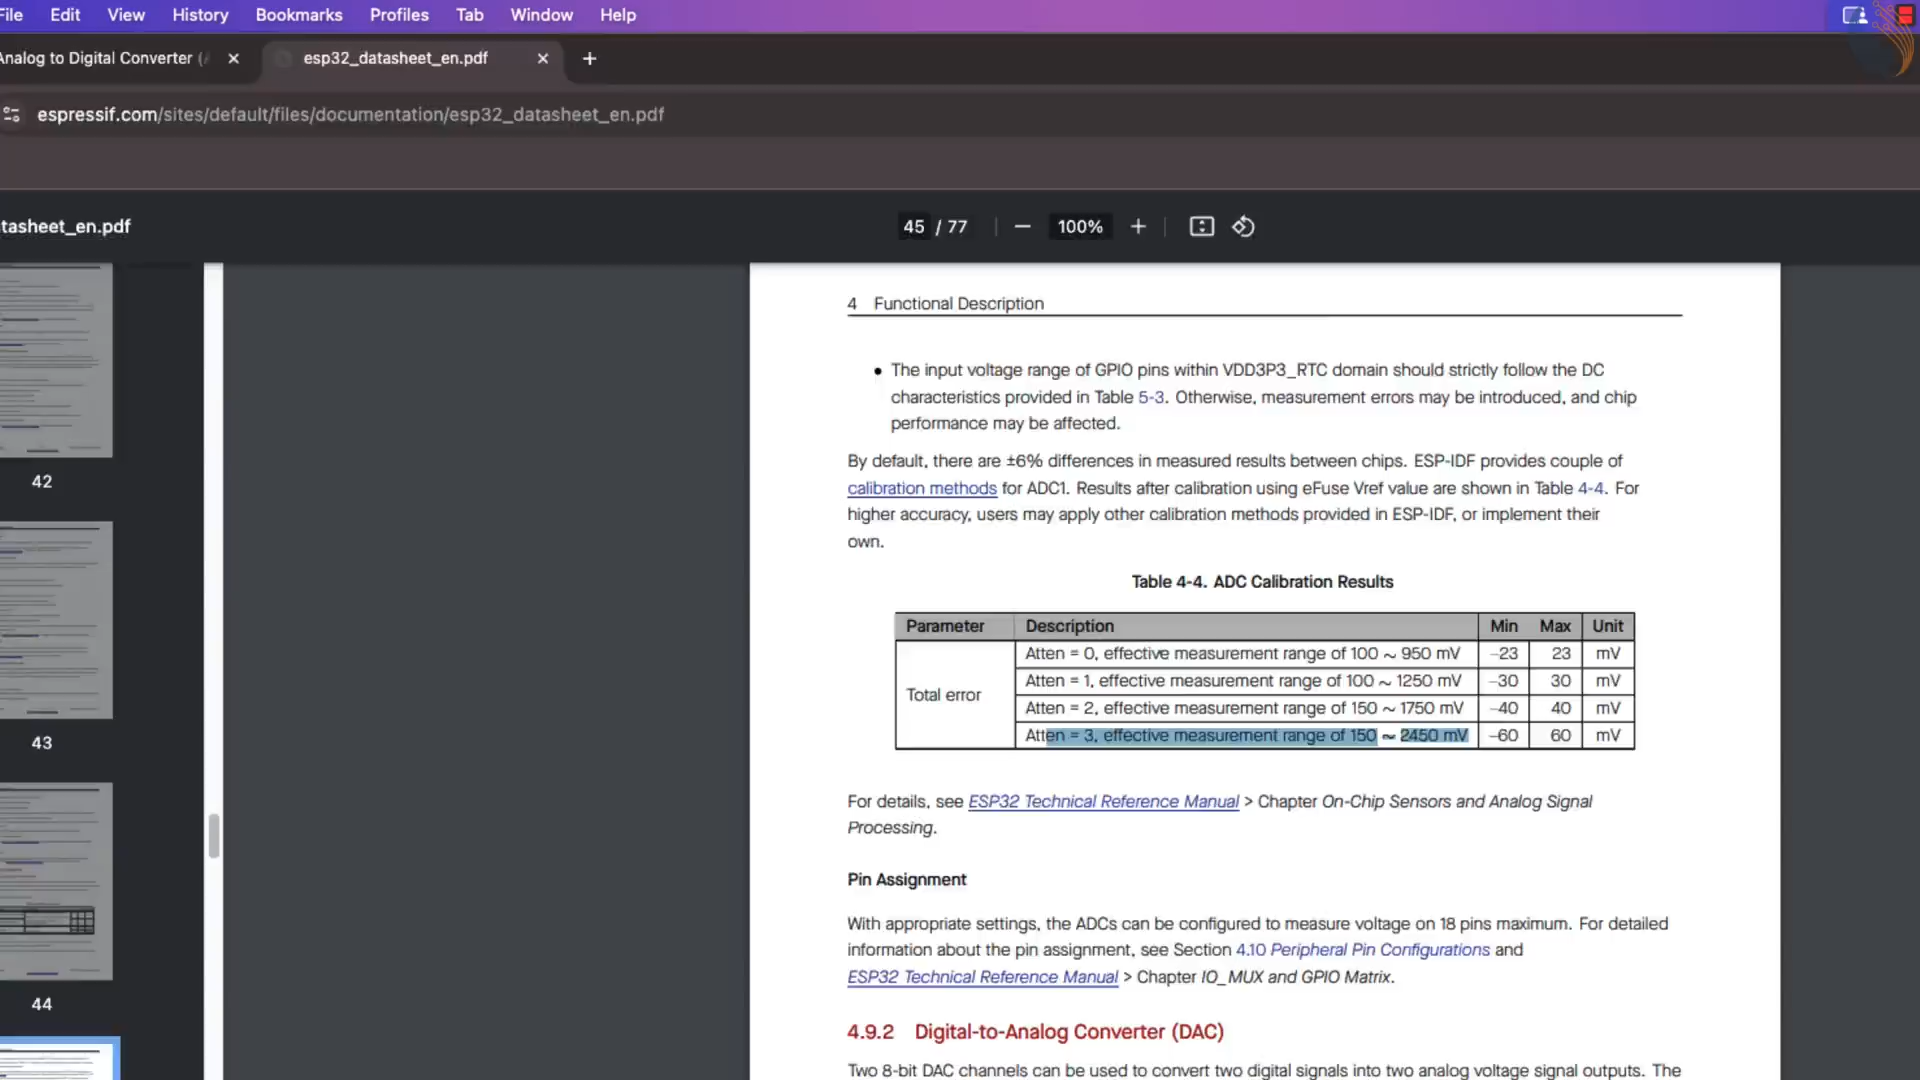 File Edit View History Bookmarks Profiles Tab Window Help
Analog to Digital Converter (
esp32_datasheet_en.pdf
espressif.com/sites/default/files/documentation/esp32_datasheet_en.pdf
tasheet_en.pdf
45 / 77
100%
42
43
44
4 Functional Description
• The input voltage range of GPIO pins within VDD3P3_RTC domain should strictly follow the DC
characteristics provided in Table 5-3. Otherwise, measurement errors may be introduced, and chip
performance may be affected.
By default, there are ±6% differences in measured results between chips. ESP-IDF provides couple of
calibration methods for ADC1. Results after calibration using eFuse Vref value are shown in Table 4-4. For
higher accuracy, users may apply other calibration methods provided in ESP-IDF, or implement their
own.
Table 4-4. ADC Calibration Results
Parameter Description Min Max Unit
Total error
Atten = 0, effective measurement range of 100 ~ 950 mV –23 23 mV
Atten = 1, effective measurement range of 100 ~ 1250 mV –30 30 mV
Atten = 2, effective measurement range of 150 ~ 1750 mV –40 40 mV
Atten = 3, effective measurement range of 150 ~ 2450 mV –60 60 mV
For details, see ESP32 Technical Reference Manual > Chapter On-Chip Sensors and Analog Signal
Processing.
Pin Assignment
With appropriate settings, the ADCs can be configured to measure voltage on 18 pins maximum. For detailed
information about the pin assignment, see Section 4.10 Peripheral Pin Configurations and
ESP32 Technical Reference Manual > Chapter IO_MUX and GPIO Matrix.
4.9.2 Digital-to-Analog Converter (DAC)
Two 8-bit DAC channels can be used to convert two digital signals into two analog voltage signal outputs. The